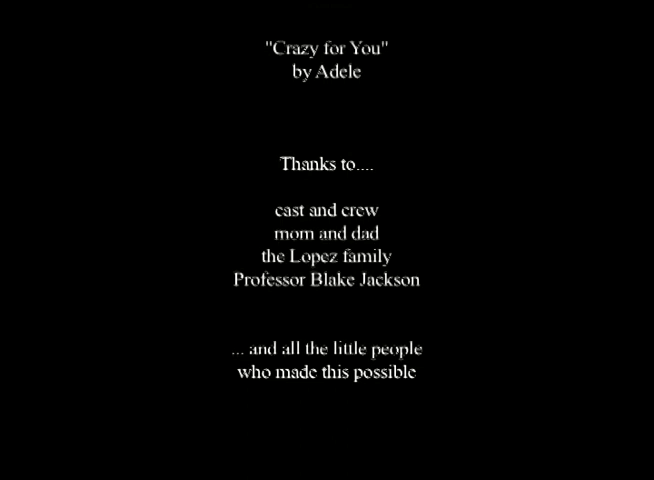 "Crazy for You"
by Adele
Thanks to....
cast and crew
mom and dad
the Lopez family
Professor Blake Jackson
... and all the little people
who made this possible